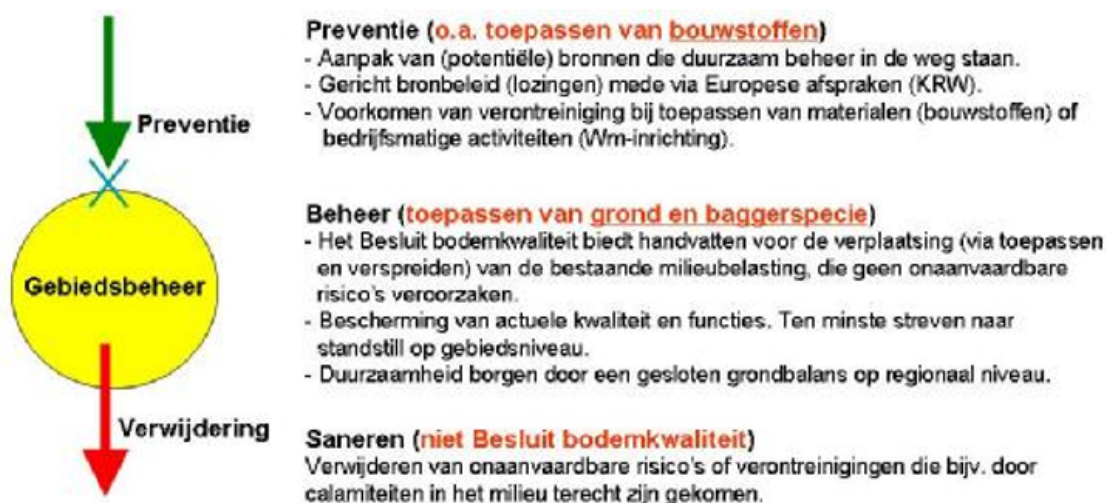 Preventie (o.a. toepassen van bouwstoffen)
- Aanpak van (potentiële) bronnen die duurzaam beheer in de weg staan.
- Gericht bronbeleid (lozingen) mede via Europese afspraken (KRW).
- Voorkomen van verontreiniging bij toepassen van materialen (bouwstoffen) of
bedrijfsmatige activiteiten (Wm-inrichting).
Preventie
Beheer (toepassen van grond en baggerspecie)
- Het Besluit bodemkwaliteit biedt handvatten voor de verplaatsing (via toepassen
en verspreiden) van de bestaande milieubelasting, die geen onaanvaardbare
risico's veroorzaken.
- Bescherming van actuele kwaliteit en functies. Ten minste streven naar
standstill op gebiedsniveau.
- Duurzaamheid borgen door een gesloten grondbalans op regionaal niveau.
Gebiedsbeheer
Verwijdering
Saneren (niet Besluit bodemkwaliteit)
Verwijderen van onaanvaardbare risico's of verontreinigingen die bijv. door
calamiteiten in het milieu terecht zijn gekomen.